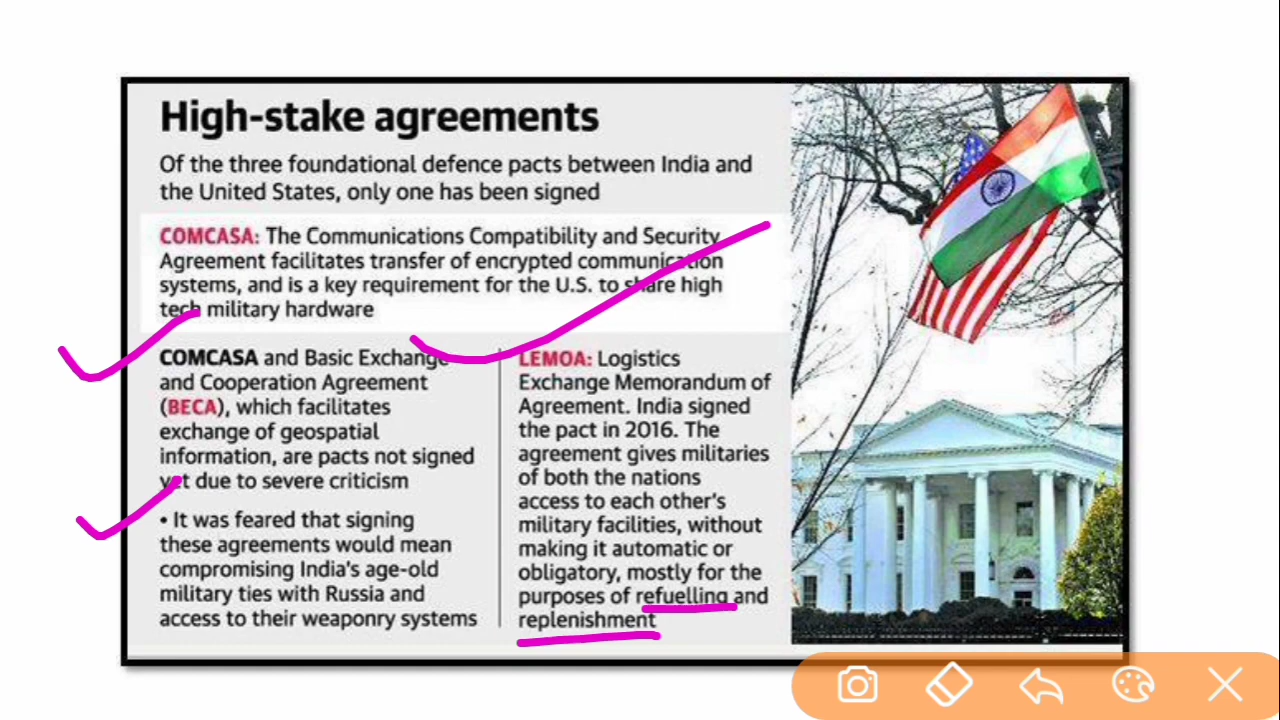 High-stake agreements
Of the three foundational defence pacts between India and
the United States, only one has been signed
COMCASA: The Communications Compatibility and Security
Agreement facilitates transfer of encrypted communication
systems, and is a key requirement for the U.S. to share high
tech military hardware
COMCASA and Basic Exchange
and Cooperation Agreement
(BECA), which facilitates
exchange of geospatial
information, are pacts not signed
yet due to severe criticism
• It was feared that signing
these agreements would mean
compromising India's age-old
military ties with Russia and
access to their weaponry systems
LEMOA: Logistics
Exchange Memorandum of
Agreement. India signed
the pact in 2016. The
agreement gives militaries
of both the nations
access to each other's
military facilities, without
making it automatic or
obligatory, mostly for the
purposes of refuelling and
replenishment